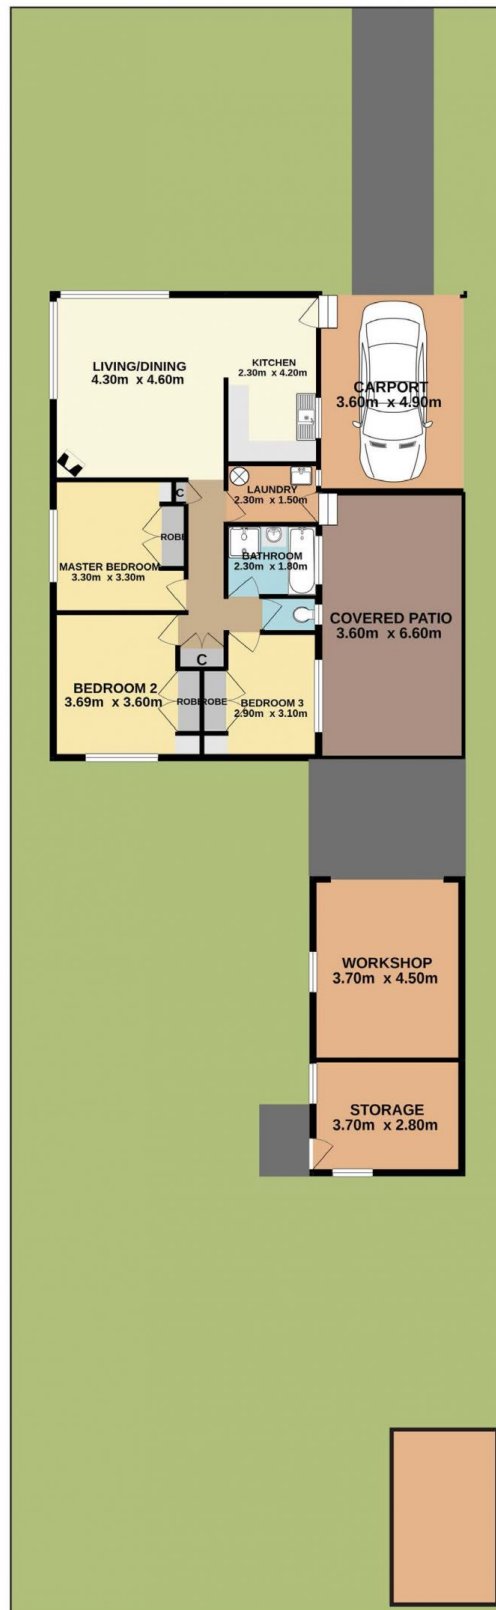 LIVING/DINING
4.30m x 4.60m
KITCHEN
2.30m x 4.20m
CARPORT
3.60m x 4.90m
C
LAUNDRY
2.30m x 1.50m
ROBE
MASTER BEDROOM
3.30m x 3.30m
BATHROOM
2.30m x 1.80m
COVERED PATIO
3.60m x 6.60m
C
BEDROOM 2
3.69m x 3.60m
ROBE
ROBE
BEDROOM 3
2.90m x 3.10m
WORKSHOP
3.70m x 4.50m
STORAGE
3.70m x 2.80m